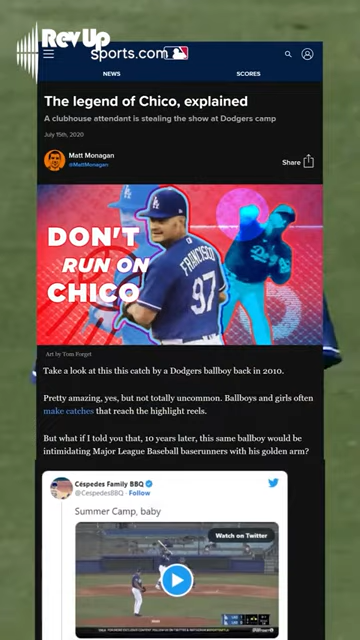 Rev Up
sports.com
NEWS
SCORES
The legend of Chico, explained
A clubhouse attendant is stealing the show at Dodgers camp
July 15th, 2020
Matt Monagan
@MattMonagan
Share
DON'T
RUN ON
CHICO
FRANCISCO
97
Art by Tom Forget
Take a look at this this catch by a Dodgers ballboy back in 2010.
Pretty amazing, yes, but not totally uncommon. Ballboys and girls often
make catches that reach the highlight reels.
But what if I told you that, 10 years later, this same ballboy would be
intimidating Major League Baseball baserunners with his golden arm?
Céspedes Family BBQ
@CespedesBBQ · Follow
Summer Camp, baby
Watch on Twitter